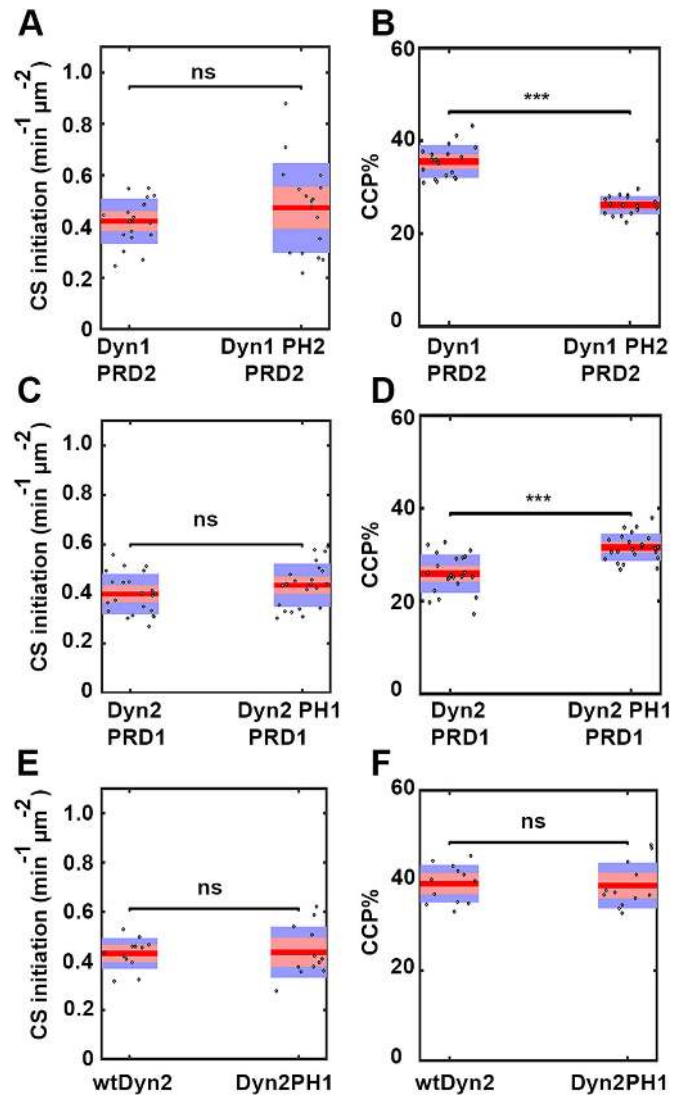 A
CS initiation (min⁻¹ µm⁻²)
1.0
0.8
0.6
0.4
0.2
0
ns
Dyn1
PRD2
Dyn1 PH2
PRD2
B
CCP%
60
40
20
0
***
Dyn1
PRD2
Dyn1 PH2
PRD2
C
CS initiation (min⁻¹ µm⁻²)
1.0
0.8
0.6
0.4
0.2
0
ns
Dyn2
PRD1
Dyn2 PH1
PRD1
D
CCP%
60
40
20
0
***
Dyn2
PRD1
Dyn2 PH1
PRD1
E
CS initiation (min⁻¹ µm⁻²)
1.0
0.8
0.6
0.4
0.2
0
ns
wtDyn2
Dyn2PH1
F
CCP%
60
40
20
0
ns
wtDyn2
Dyn2PH1